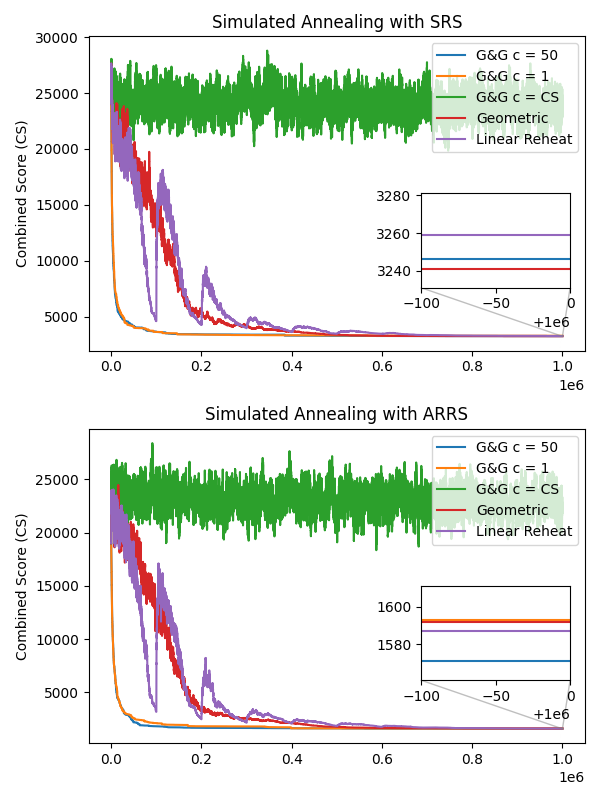 Simulated Annealing with SRS
Combined Score (CS)
30000
25000
20000
15000
10000
5000
G&G c = 50
G&G c = 1
G&G c = CS
Geometric
Linear Reheat
3280
3260
3240
−100
−50
0
+1e6
0.0
0.2
0.4
0.6
0.8
1.0
1e6
Simulated Annealing with ARRS
Combined Score (CS)
25000
20000
15000
10000
5000
G&G c = 50
G&G c = 1
G&G c = CS
Geometric
Linear Reheat
1600
1580
−100
−50
0
+1e6
0.0
0.2
0.4
0.6
0.8
1.0
1e6